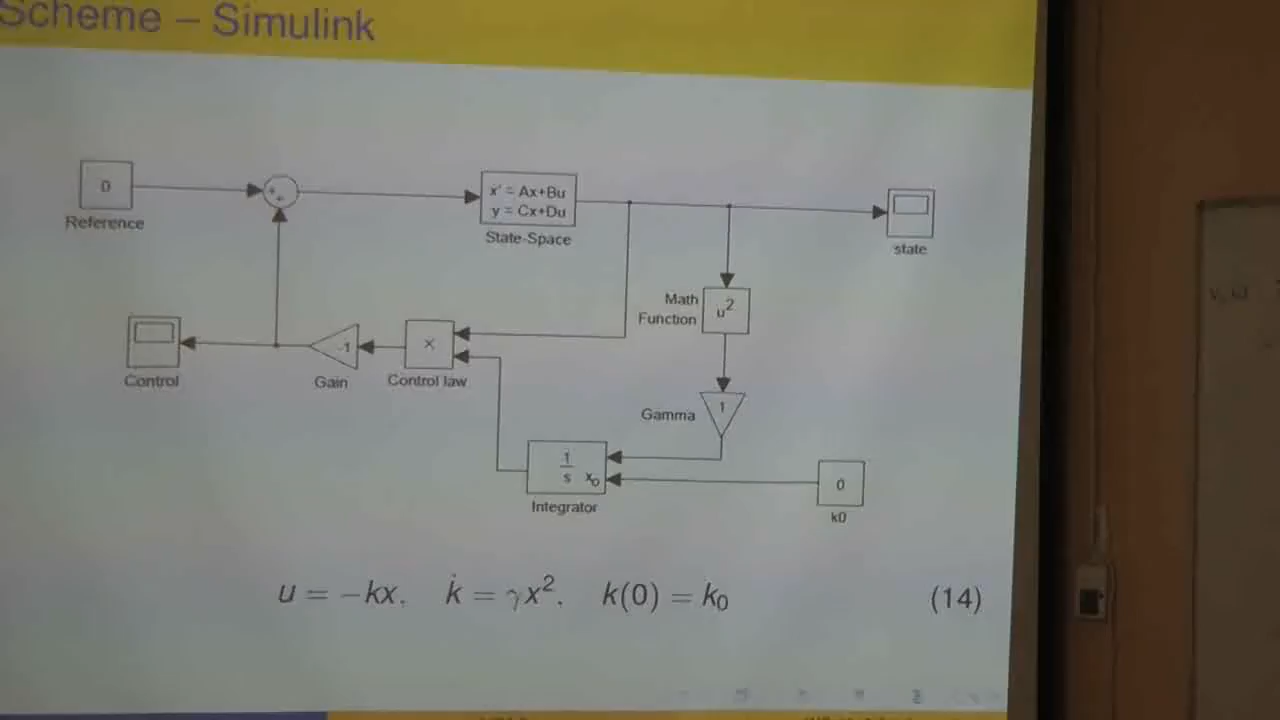 Scheme – Simulink
0
Reference
x' = Ax+Bu
y = Cx+Du
State-Space
state
Math
Function
u²
Control
-1
Gain
×
Control law
Gamma
1
1
s
x₀
Integrator
0
k0
u = −kx, k̇ = γx², k(0) = k₀ (14)